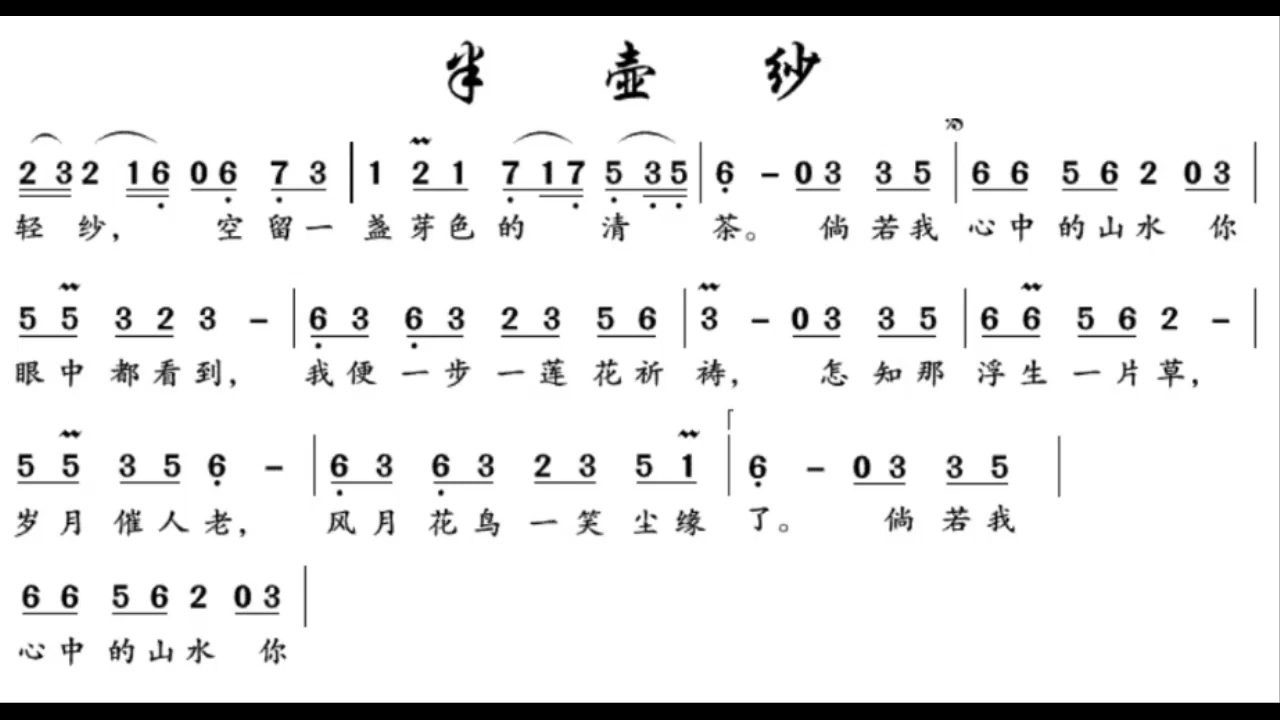 半壶纱
2 3 2 1 6 0 6 7 3 | 1 2 1 7 1 7 5 3 5 | 6 - 0 3 3 5 | 6 6 5 6 2 0 3 |
轻 纱， 空 留 一 盏 芽 色 的 清 茶。 倘 若 我 心 中 的 山 水 你
5 5 3 2 3 - | 6 3 6 3 2 3 5 6 | 3 - 0 3 3 5 | 6 6 5 6 2 - |
眼 中 都 看 到， 我 便 一 步 一 莲 花 祈 祷， 怎 知 那 浮 生 一 片 草，
5 5 3 5 6 - | 6 3 6 3 2 3 5 1 | 6 - 0 3 3 5 |
岁 月 催 人 老， 风 月 花 鸟 一 笑 尘 缘 了。 倘 若 我
6 6 5 6 2 0 3 |
心 中 的 山 水 你